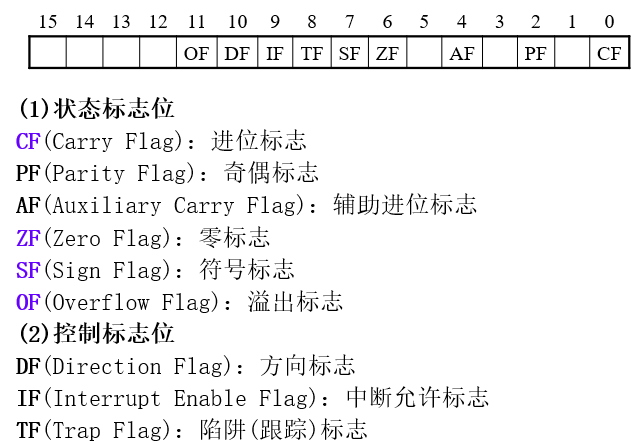 15 14 13 12 11 10 9 8 7 6 5 4 3 2 1 0
OF DF IF TF SF ZF AF PF CF
(1)状态标志位
CF(Carry Flag)：进位标志
PF(Parity Flag)：奇偶标志
AF(Auxiliary Carry Flag)：辅助进位标志
ZF(Zero Flag)：零标志
SF(Sign Flag)：符号标志
OF(Overflow Flag)：溢出标志
(2)控制标志位
DF(Direction Flag)：方向标志
IF(Interrupt Enable Flag)：中断允许标志
TF(Trap Flag)：陷阱(跟踪)标志